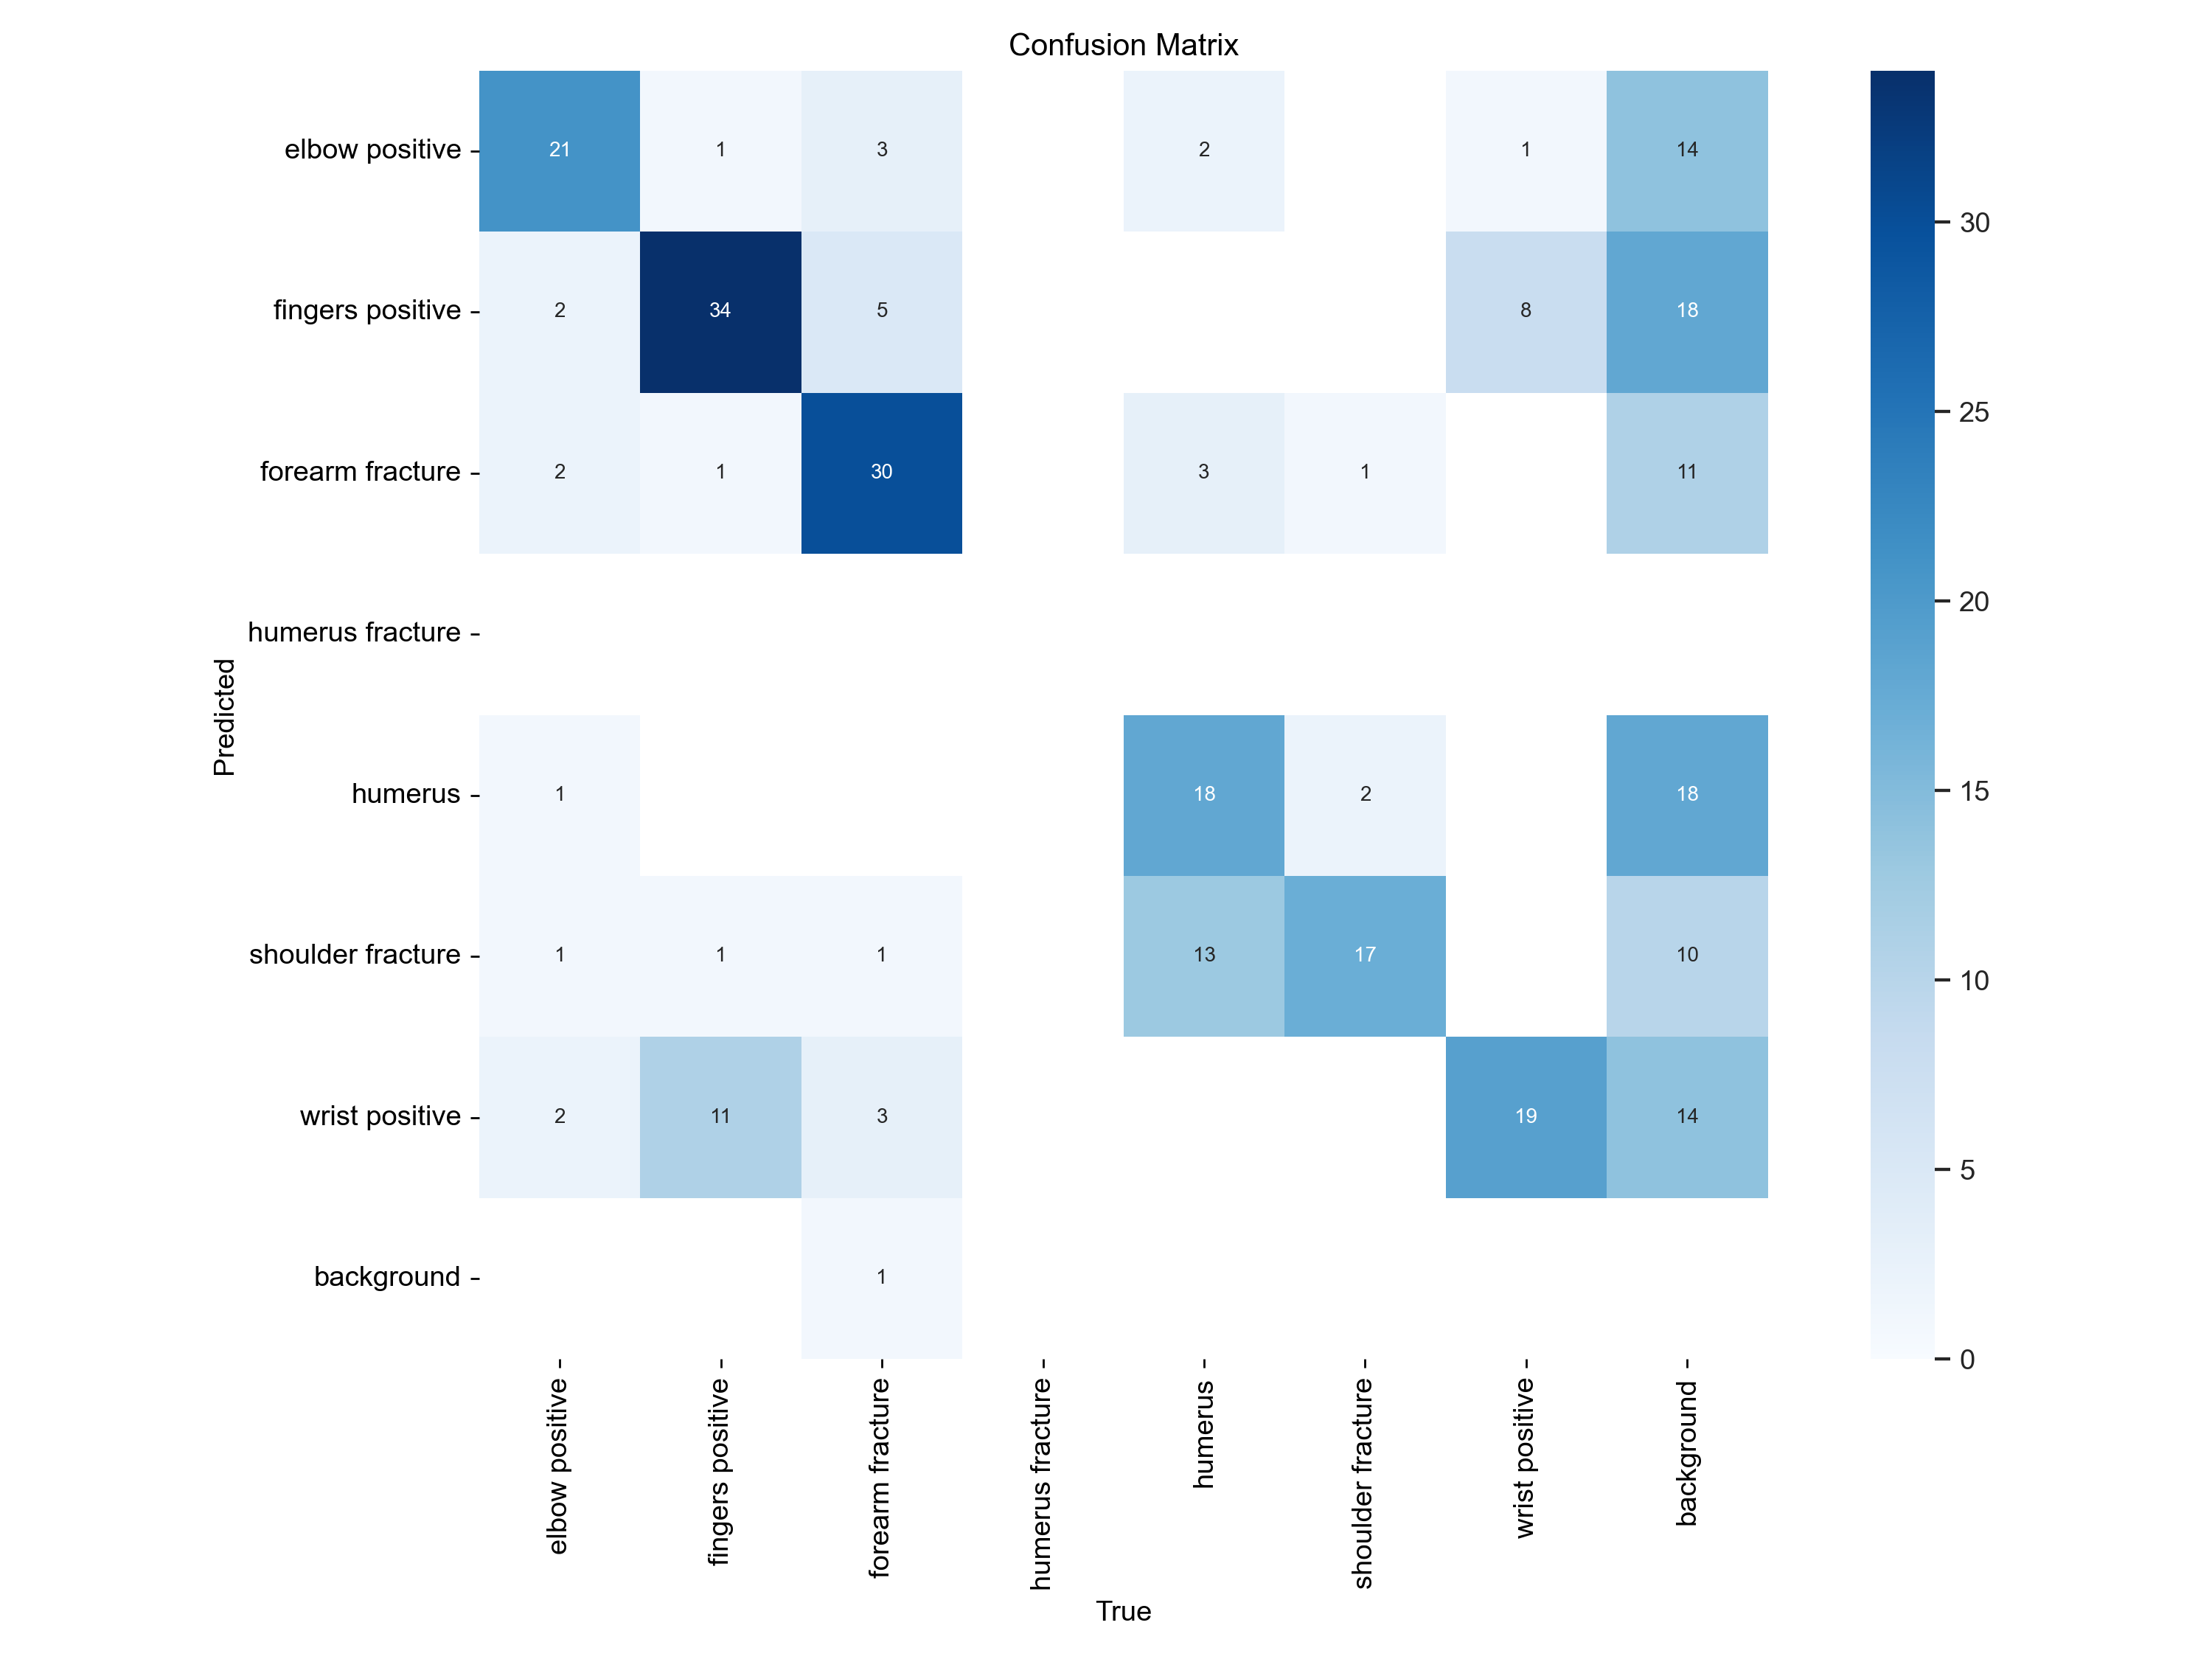 Confusion Matrix
elbow positive 21 1 3 2 1 14
fingers positive 2 34 5 8 18
forearm fracture 2 1 30 3 1 11
humerus fracture
humerus 1 18 2 18
shoulder fracture 1 1 1 13 17 10
wrist positive 2 11 3 19 14
background 1
Predicted
elbow positive
fingers positive
forearm fracture
humerus fracture
humerus
shoulder fracture
wrist positive
background
True
30
25
20
15
10
5
0